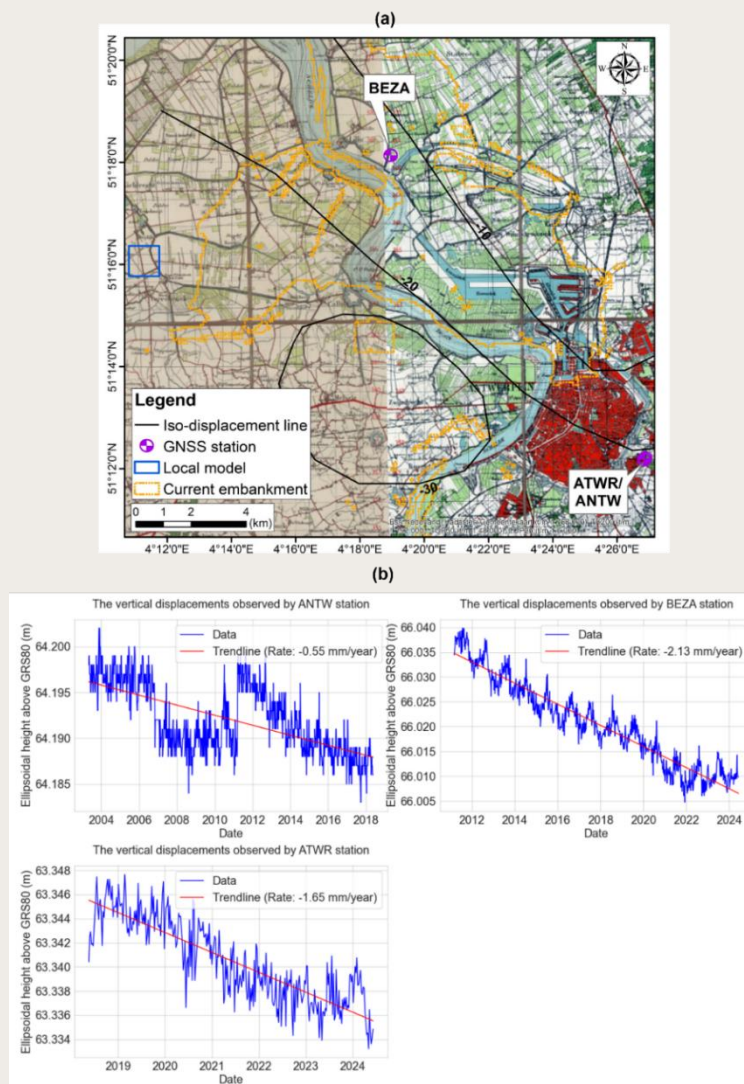 (a)
51°20'0"N
51°18'0"N
51°16'0"N
51°14'0"N
51°12'0"N
BEZA
N
W E
S
-10
-20
-30
ANTWERPEN
ATWR/
ANTW
Legend
Iso-displacement line
GNSS station
Local model
Current embankment
0 1 2 4
(km)
4°12'0"E 4°14'0"E 4°16'0"E 4°18'0"E 4°20'0"E 4°22'0"E 4°24'0"E 4°26'0"E
(b)
The vertical displacements observed by ANTW station
Ellipsoidal height above GRS80 (m)
64.200
64.195
64.190
64.185
Data
Trendline (Rate: -0.55 mm/year)
2004 2006 2008 2010 2012 2014 2016 2018
Date
The vertical displacements observed by BEZA station
Ellipsoidal height above GRS80 (m)
66.040
66.035
66.030
66.025
66.020
66.015
66.010
66.005
Data
Trendline (Rate: -2.13 mm/year)
2012 2014 2016 2018 2020 2022 2024
Date
The vertical displacements observed by ATWR station
Ellipsoidal height above GRS80 (m)
63.348
63.346
63.344
63.342
63.340
63.338
63.336
63.334
Data
Trendline (Rate: -1.65 mm/year)
2019 2020 2021 2022 2023 2024
Date